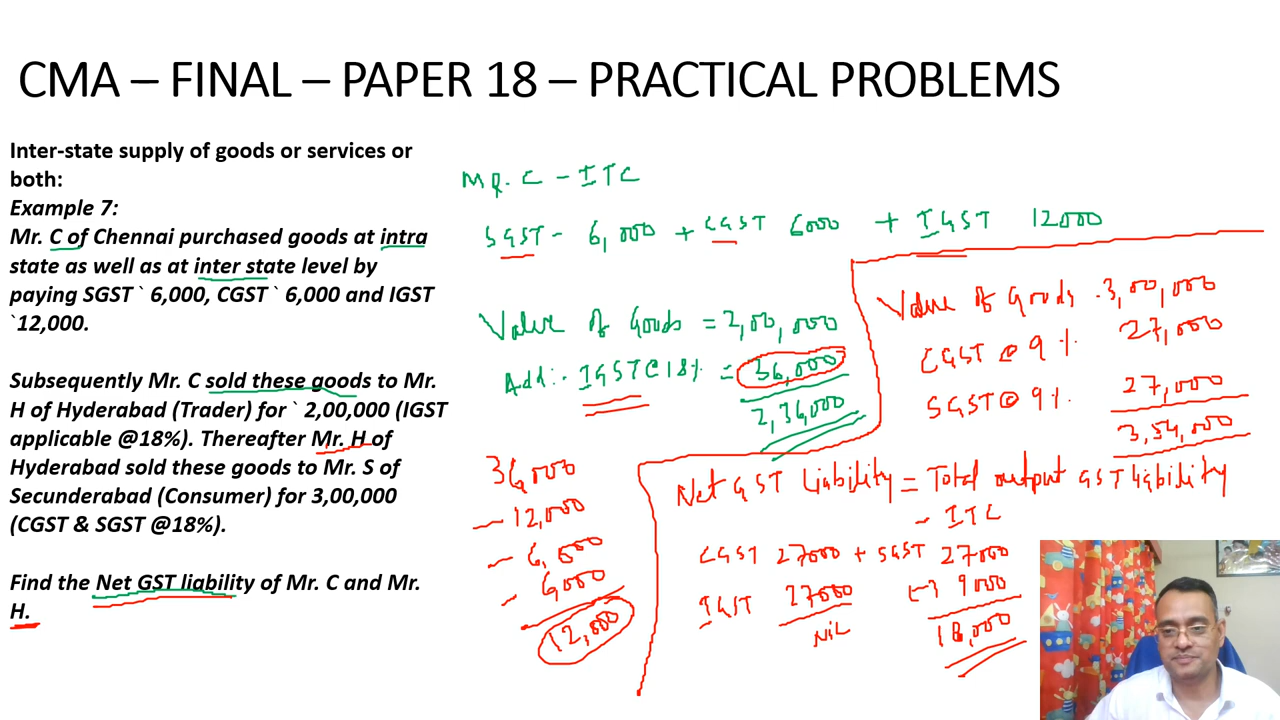 CMA – FINAL – PAPER 18 – PRACTICAL PROBLEMS
Inter-state supply of goods or services or
both:
Example 7:
Mr. C of Chennai purchased goods at intra
state as well as at inter state level by
paying SGST ` 6,000, CGST ` 6,000 and IGST
`12,000.
Subsequently Mr. C sold these goods to Mr.
H of Hyderabad (Trader) for ` 2,00,000 (IGST
applicable @18%). Thereafter Mr. H of
Hyderabad sold these goods to Mr. S of
Secunderabad (Consumer) for 3,00,000
(CGST & SGST @18%).
Find the Net GST liability of Mr. C and Mr.
H.
MR. C - ITC
SGST - 6,000 + CGST 6000 + IGST 12000
Value of Goods = 2,00,000
Add:- IGST@18% = 36,000
2,36,000
36,000
- 12,000
- 6,000
- 6000
12,000
Value of Goods . 3,00,000
CGST @ 9% 27,000
SGST @ 9%. 27,000
3,54,000
Net GST Liability = Total output GST liability
- ITC
CGST 27000 + SGST 27000
IGST 27000 (-) 9000
NiL 18,000